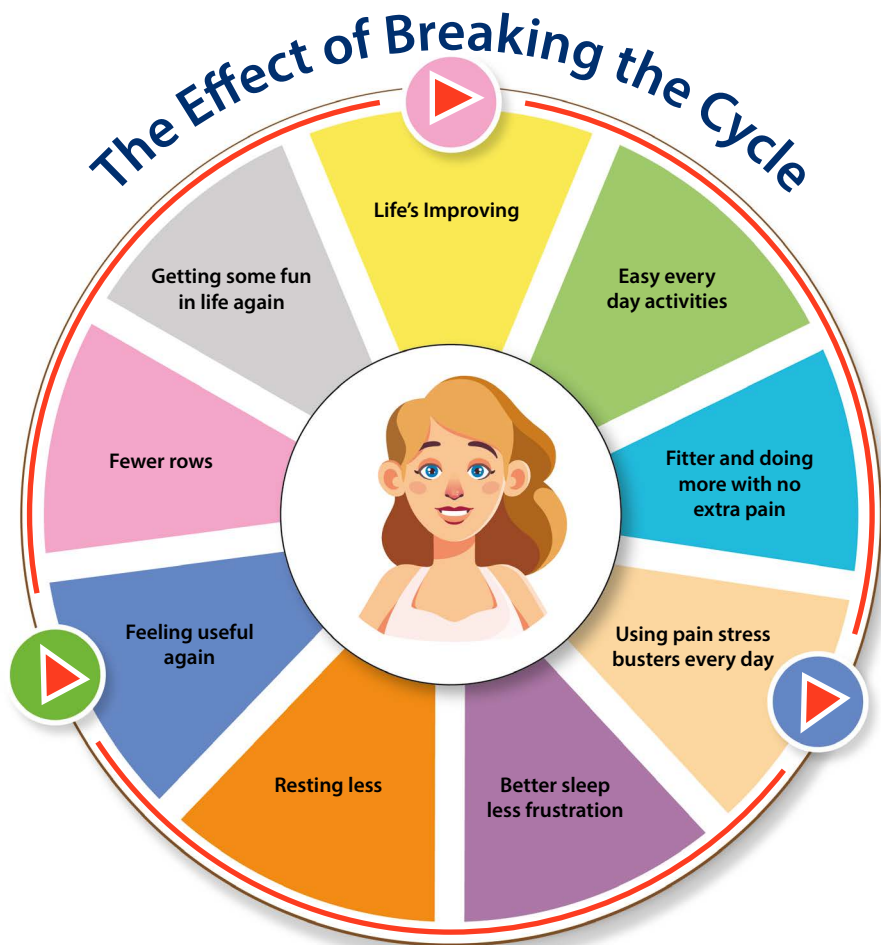 The Effect of Breaking the Cycle
Life's Improving
Easy every
day activities
Fitter and doing
more with no
extra pain
Using pain stress
busters every day
Better sleep
less frustration
Resting less
Feeling useful
again
Fewer rows
Getting some fun
in life again